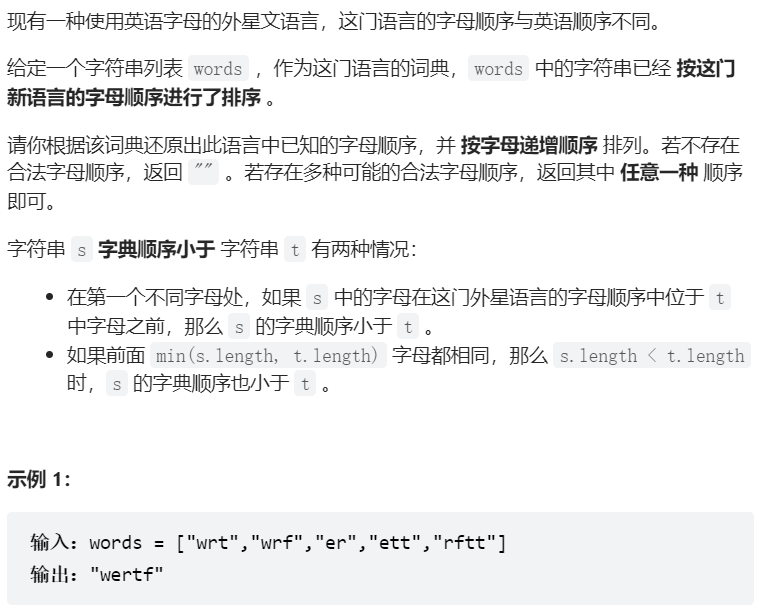 现有一种使用英语字母的外星文语言，这门语言的字母顺序与英语顺序不同。
给定一个字符串列表 words ，作为这门语言的词典，words 中的字符串已经 按这门
新语言的字母顺序进行了排序 。
请你根据该词典还原出此语言中已知的字母顺序，并 按字母递增顺序 排列。若不存在
合法字母顺序，返回 "" 。若存在多种可能的合法字母顺序，返回其中 任意一种 顺序
即可。
字符串 s 字典顺序小于 字符串 t 有两种情况：
• 在第一个不同字母处，如果 s 中的字母在这门外星语言的字母顺序中位于 t
中字母之前，那么 s 的字典顺序小于 t 。
• 如果前面 min(s.length, t.length) 字母都相同，那么 s.length < t.length
时，s 的字典顺序也小于 t 。
示例 1：
输入：words = ["wrt","wrf","er","ett","rftt"]
输出："wertf"